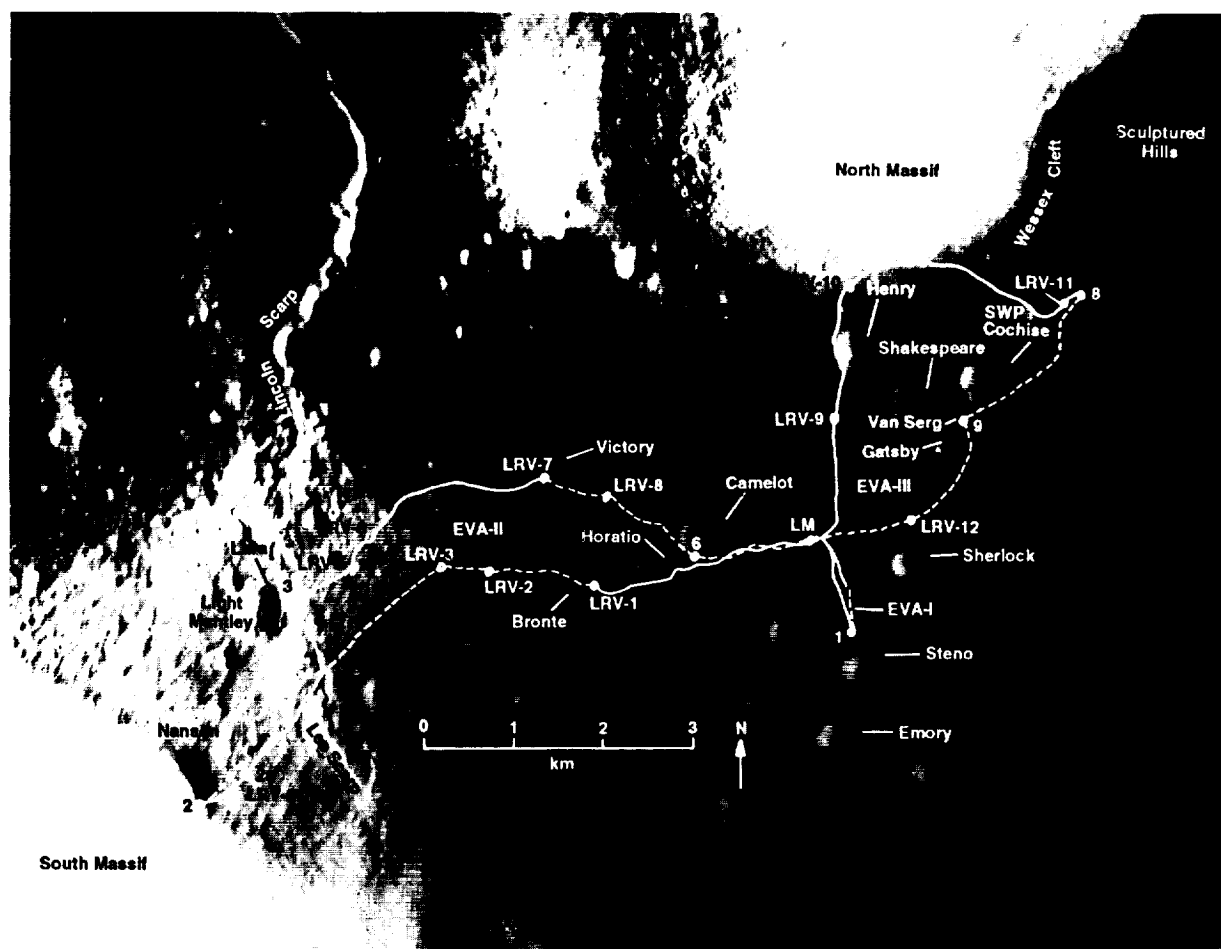 Sculptured
Hills
North Massif
Wessex Cleft
LRV-11
8
Henry
SWP
Cochise
Scarp
Shakespeare
Lincoln
LRV-9
Van Serg
9
Gatsby
Victory
LRV-7
LRV-8
Camelot
EVA-III
EVA-II
LM
LRV-12
Horatio
6
LRV-3
Sherlock
3
LRV-2
Light
LRV-1
Bronte
EVA-I
1
Steno
0 1 2 3
N
km
Emory
2
South Massif